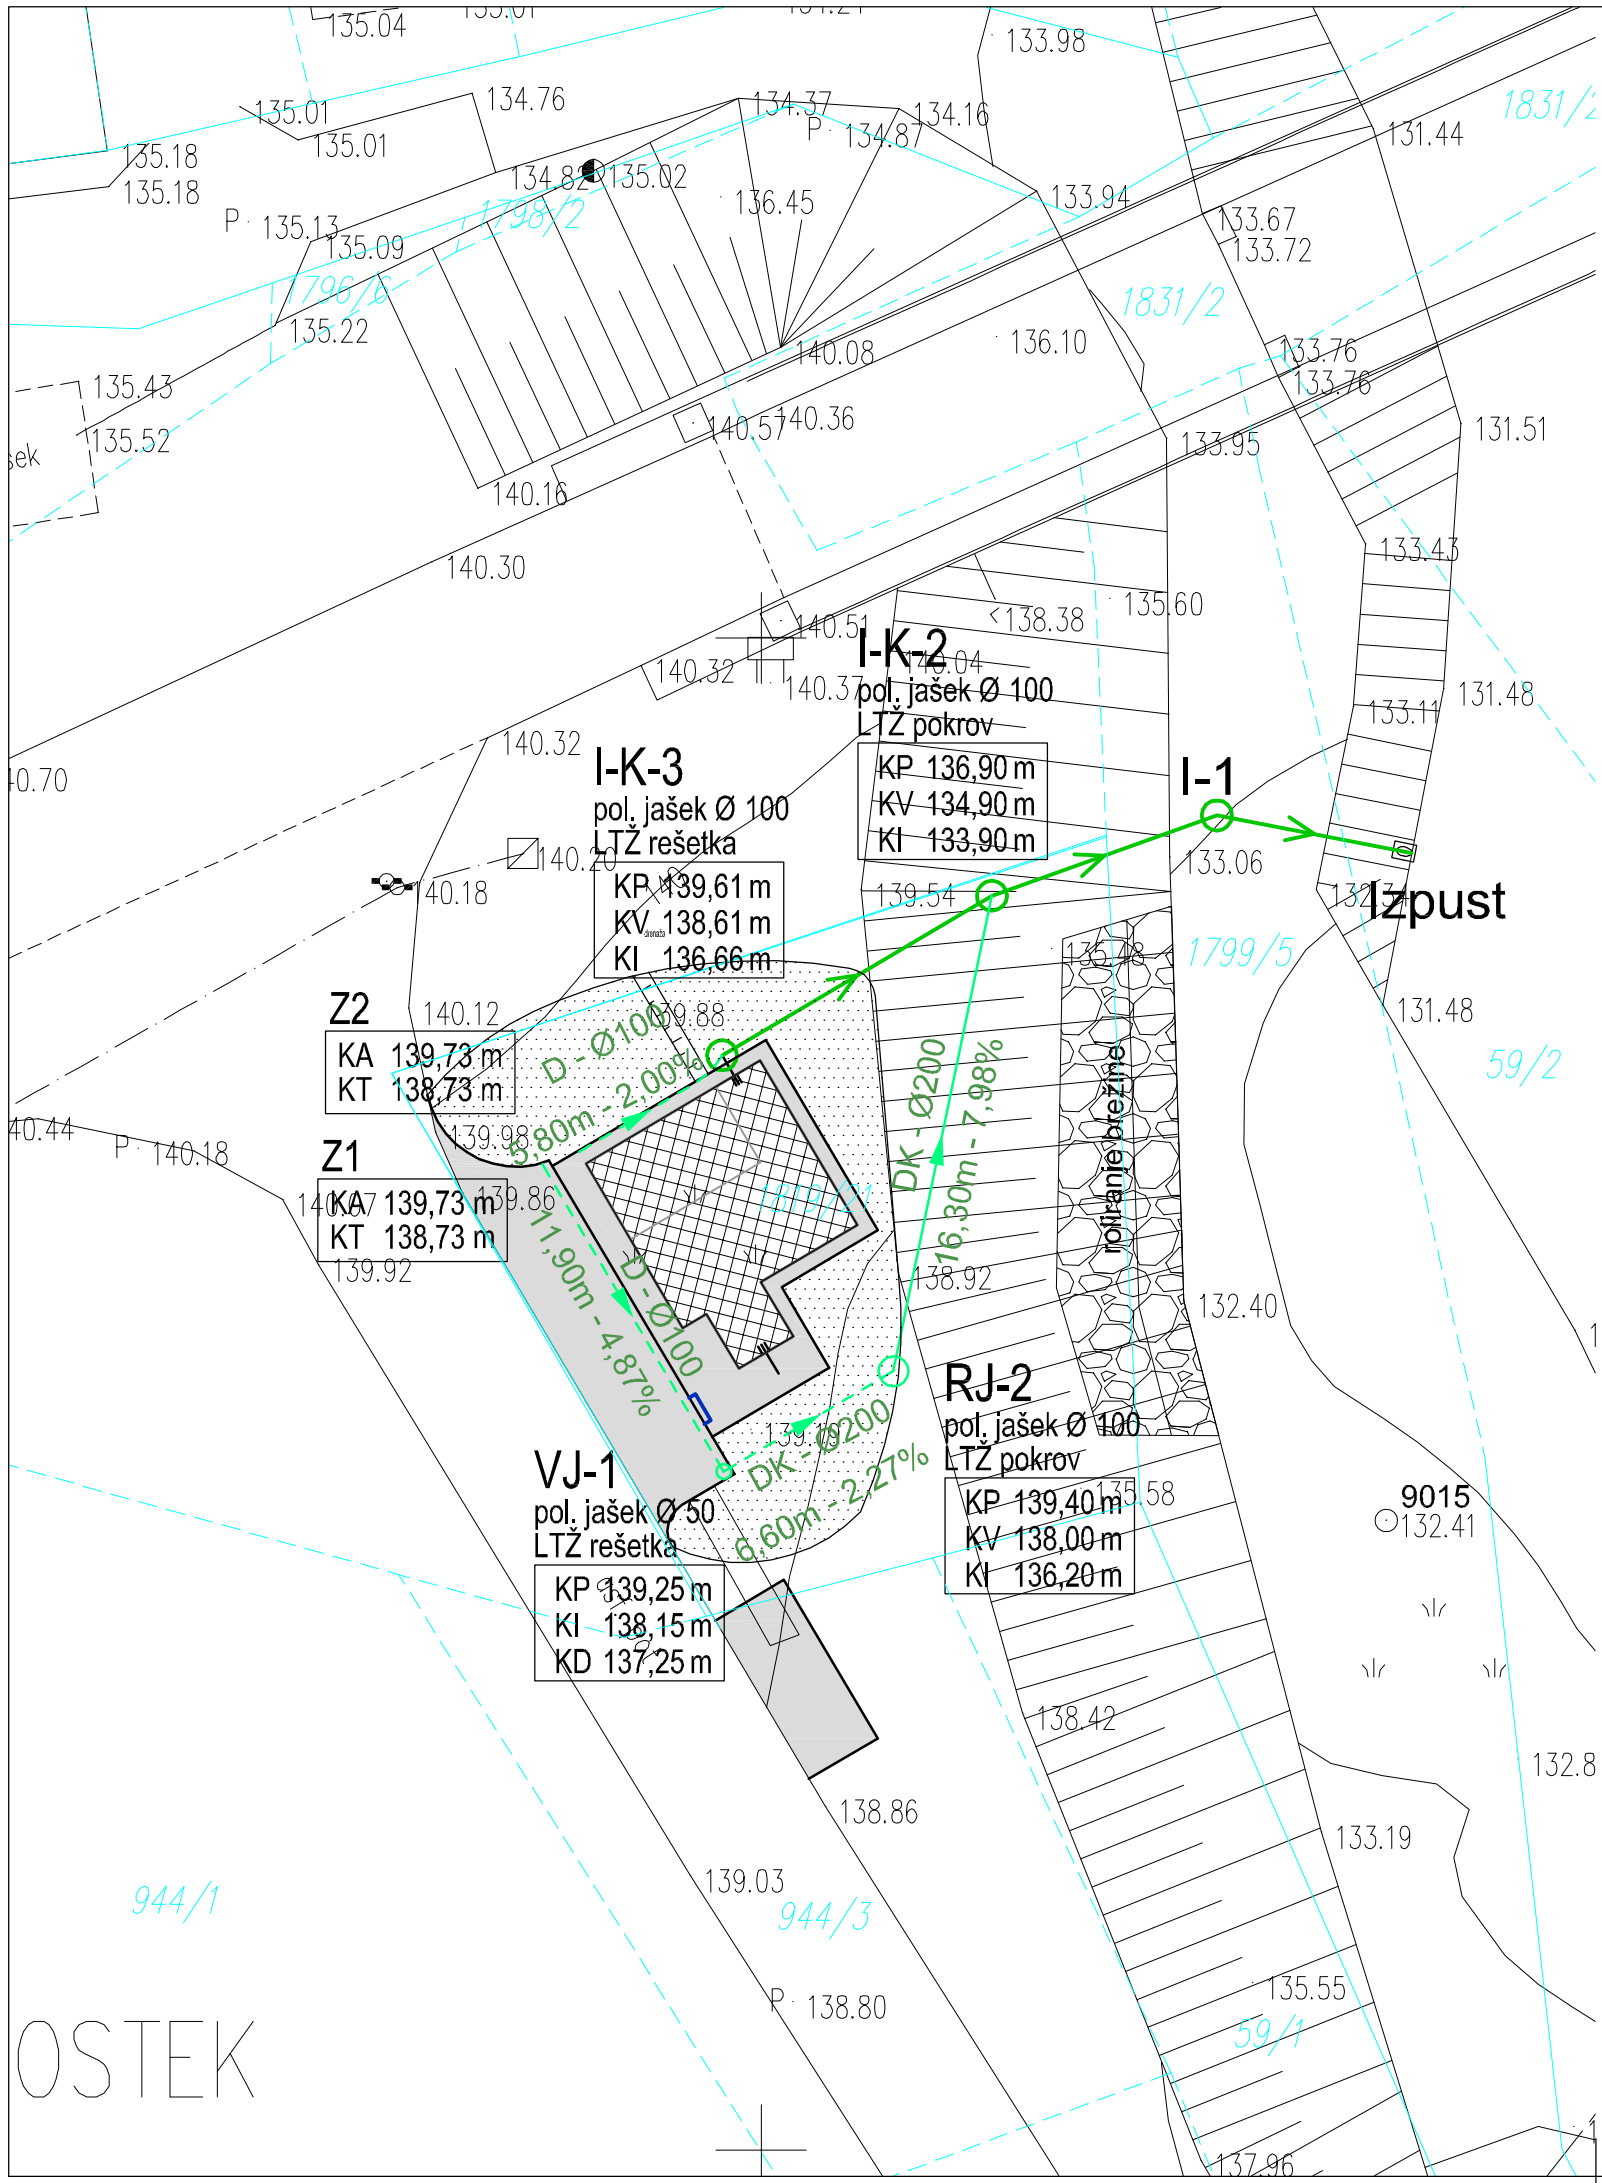 135.04
133.98
1831/2
135.01
134.76
134.37
134.16
P 134.87
131.44
135.01
135.18
135.18
134.82
135.02
136.45
133.94
P 135.13
135.09
1798/2
133.67
133.72
1796/6
1831/2
135.22
136.10
140.08
133.76
133.76
135.43
135.52
140.57
140.36
133.95
131.51
140.16
140.30
133.43
135.60
138.38
140.51
I-K-2
140.04
140.32
140.37
pol. jašek Ø 100
LTŽ pokrov
KP 136,90 m
KV 134,90 m
KI 133,90 m
131.48
133.11
140.32
I-K-3
pol. jašek Ø 100
LTŽ rešetka
KP 139,61 m
KV 138,61 m
KI 136,66 m
I-1
140.20
140.18
133.06
139.54
Izpust
135.48
1799/5
131.48
Z2
140.12
KA 139,73 m
KT 138,73 m
139.88
D - Ø100
5,80m - 2,00%
59/2
P 140.18
139.98
Z1
KA 139,73 m
KT 138,73 m
139.86
139.92
1819/21
D - Ø100
11,90m - 4,87%
DK - Ø200
16,30m - 7,98%
138.92
roliranje brežine
132.40
RJ-2
pol. jašek Ø 100
LTŽ pokrov
KP 139,40 m
KV 138,00 m
KI 136,20 m
DK - Ø200
6,60m - 2,27%
VJ-1
pol. jašek Ø 50
LTŽ rešetka
KP 139,25 m
KI 138,15 m
KD 137,25 m
135.58
9015
132.41
138.42
138.86
132.8
133.19
139.03
944/1
944/3
P 138.80
135.55
59/1
OSTEK
137.96